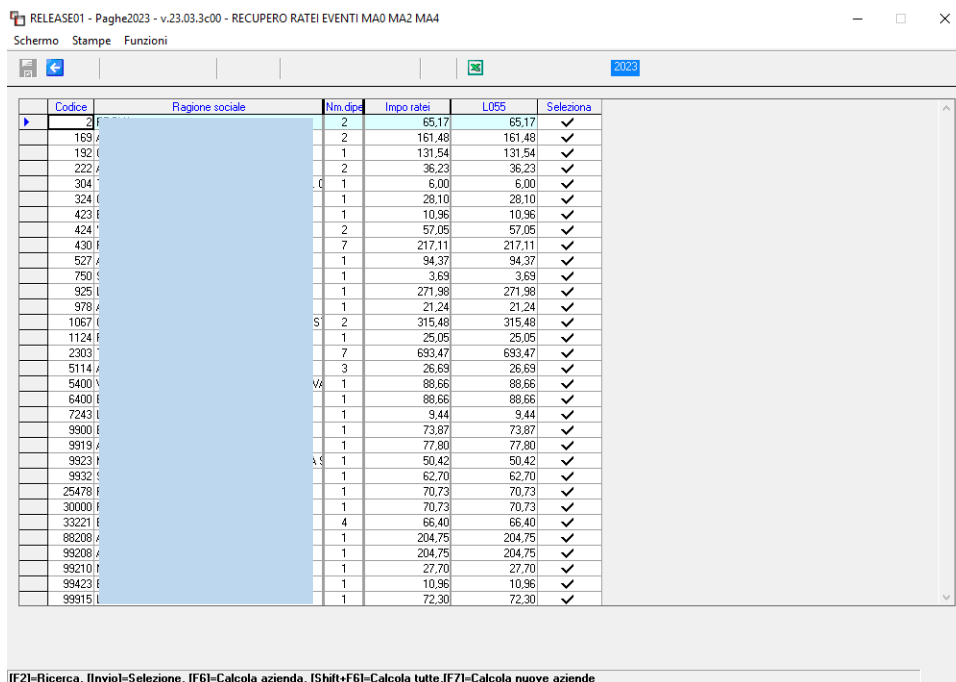 RELEASE01 - Paghe2023 - v.23.03.3c00 - RECUPERO RATEI EVENTI MA0 MA2 MA4
Schermo Stampe Funzioni
2023
Codice Ragione sociale Nm.dipe Impo ratei L055 Seleziona
2 2 65,17 65,17
169 A 2 161,48 161,48
192 1 131,54 131,54
222 A 2 36,23 36,23
304 1 6,00 6,00
324 1 28,10 28,10
423 E 1 10,96 10,96
424 2 57,05 57,05
430 F 7 217,11 217,11
527 A 1 94,37 94,37
750 1 3,69 3,69
925 L 1 271,98 271,98
978 A 1 21,24 21,24
1067 2 315,48 315,48
1124 F 1 25,05 25,05
2303 7 693,47 693,47
5114 A 3 26,69 26,69
5400 1 88,66 88,66
6400 E 1 88,66 88,66
7243 L 1 9,44 9,44
9900 E 1 73,87 73,87
9919 A 1 77,80 77,80
9923 1 50,42 50,42
9932 1 62,70 62,70
25478 F 1 70,73 70,73
30000 F 1 70,73 70,73
33221 E 4 66,40 66,40
88208 A 1 204,75 204,75
99208 A 1 204,75 204,75
99210 1 27,70 27,70
99423 E 1 10,96 10,96
99915 L 1 72,30 72,30
[F2]=Ricerca, [Invio]=Selezione, [F6]=Calcola azienda, [Shift+F6]=Calcola tutte,[F7]=Calcola nuove aziende